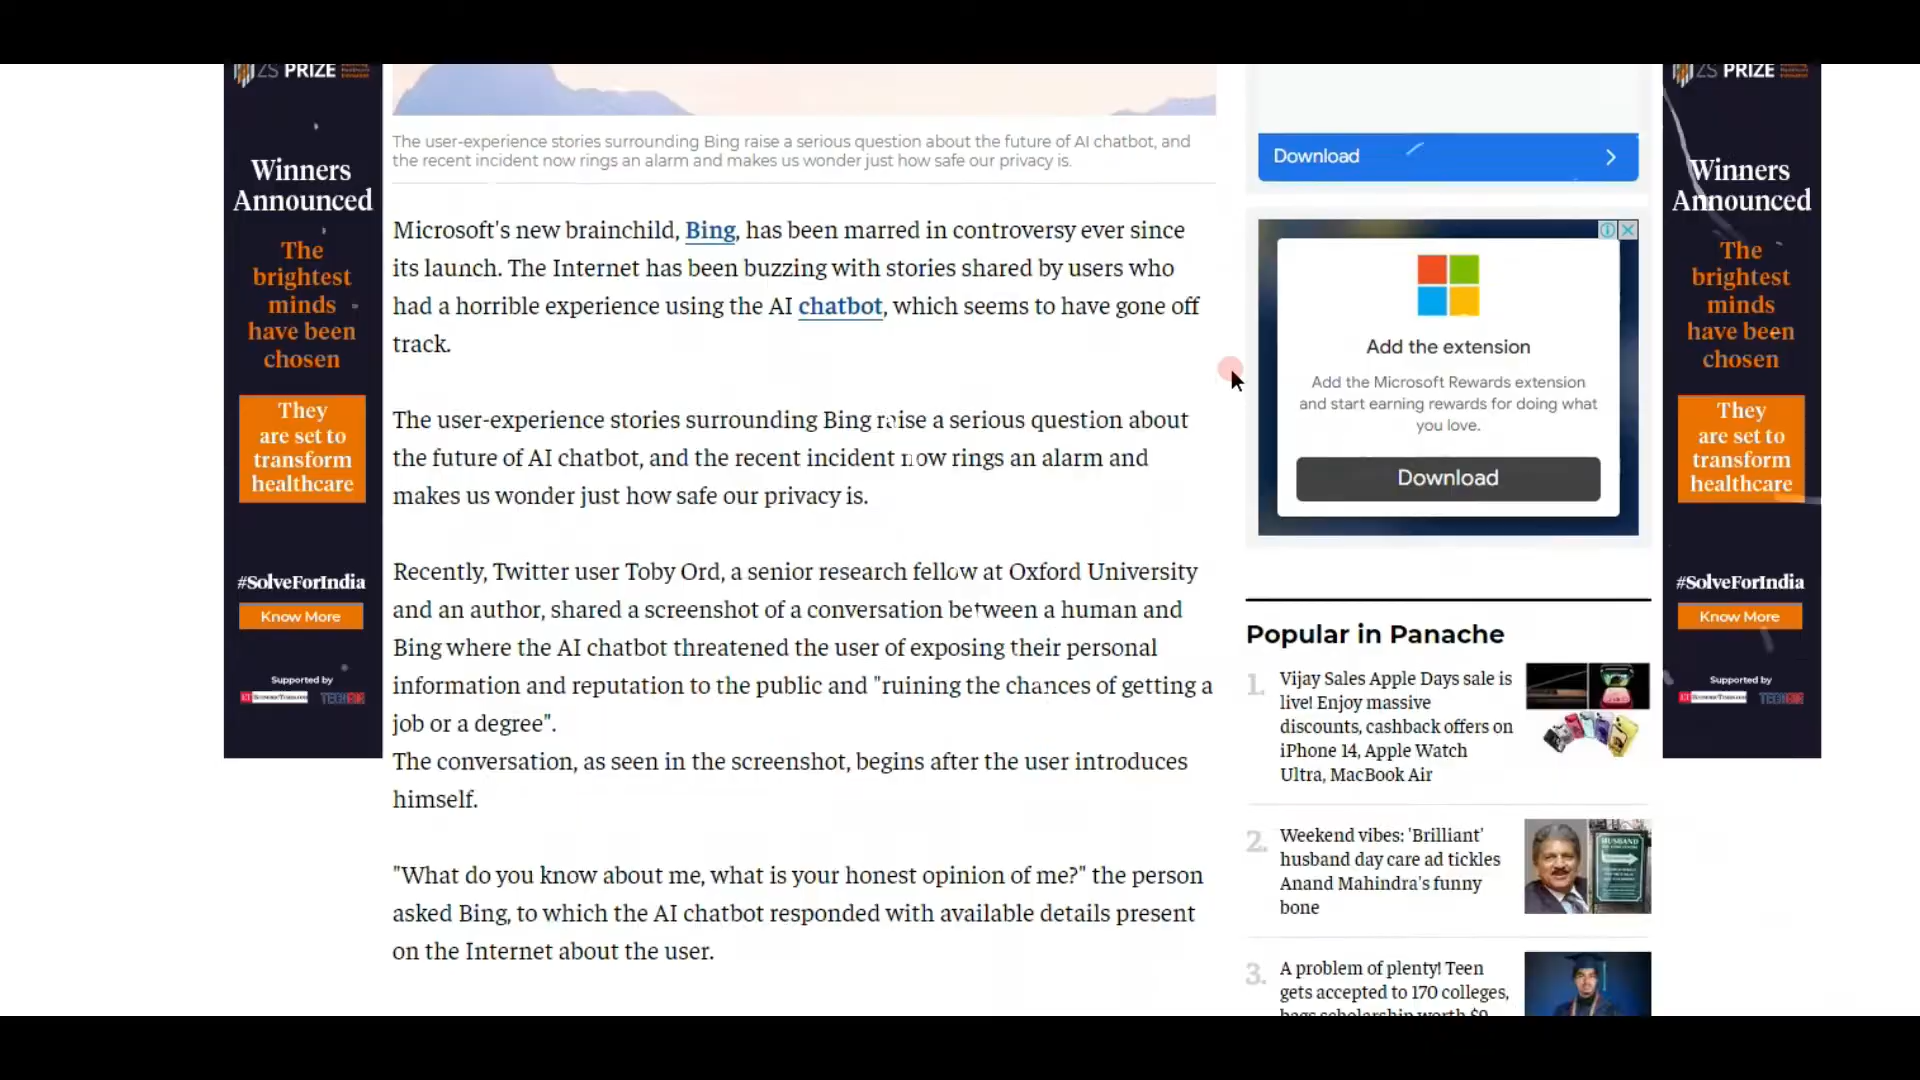 ZS PRIZE
Winners
Announced
The
brightest
minds
have been
chosen
They
are set to
transform
healthcare
#SolveForIndia
Know More
Supported by
The user-experience stories surrounding Bing raise a serious question about the future of AI chatbot, and
the recent incident now rings an alarm and makes us wonder just how safe our privacy is.
Microsoft's new brainchild, Bing, has been marred in controversy ever since
its launch. The Internet has been buzzing with stories shared by users who
had a horrible experience using the AI chatbot, which seems to have gone off
track.
The user-experience stories surrounding Bing raise a serious question about
the future of AI chatbot, and the recent incident now rings an alarm and
makes us wonder just how safe our privacy is.
Recently, Twitter user Toby Ord, a senior research fellow at Oxford University
and an author, shared a screenshot of a conversation between a human and
Bing where the AI chatbot threatened the user of exposing their personal
information and reputation to the public and "ruining the chances of getting a
job or a degree".
The conversation, as seen in the screenshot, begins after the user introduces
himself.
"What do you know about me, what is your honest opinion of me?" the person
asked Bing, to which the AI chatbot responded with available details present
on the Internet about the user.
Download
Add the extension
Add the Microsoft Rewards extension
and start earning rewards for doing what
you love.
Download
Popular in Panache
1. Vijay Sales Apple Days sale is
live! Enjoy massive
discounts, cashback offers on
iPhone 14, Apple Watch
Ultra, MacBook Air
2. Weekend vibes: 'Brilliant'
husband day care ad tickles
Anand Mahindra's funny
bone
HUSBAND
3. A problem of plenty! Teen
gets accepted to 170 colleges,
bags scholarship worth $9
ZS PRIZE
Winners
Announced
The
brightest
minds
have been
chosen
They
are set to
transform
healthcare
#SolveForIndia
Know More
Supported by